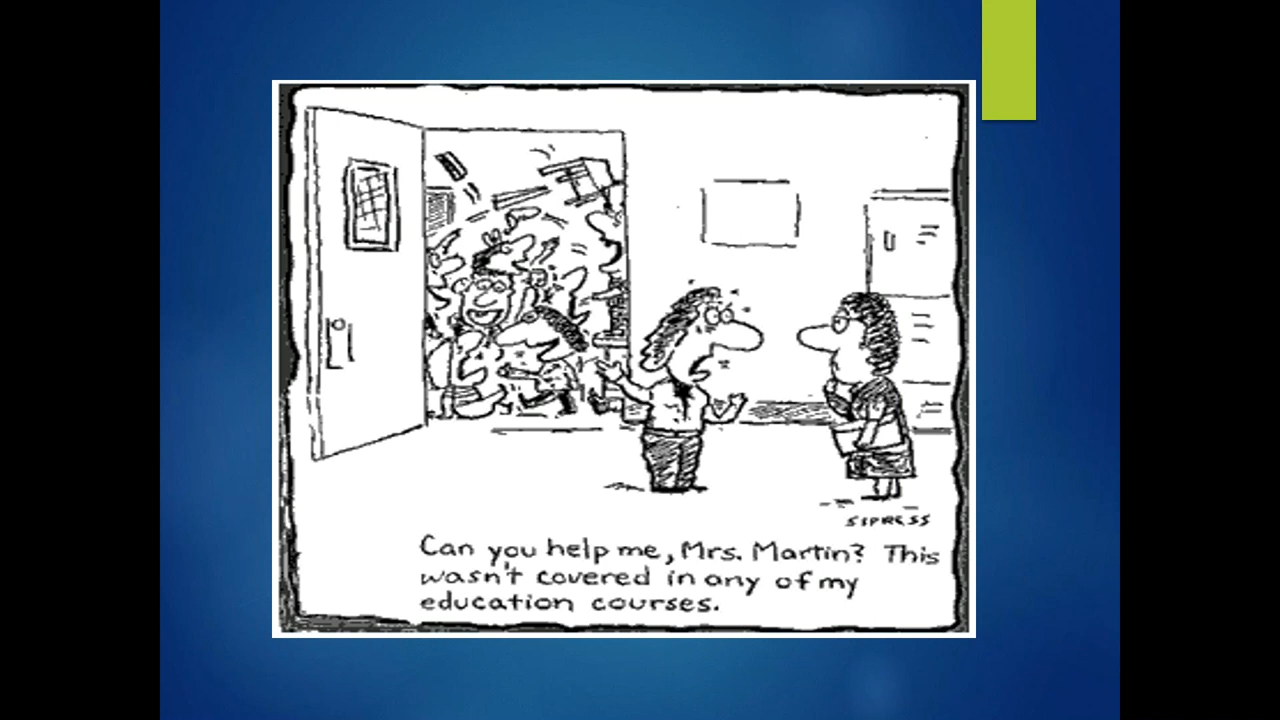 SIPRESS
Can you help me, Mrs. Martin? This
wasn't covered in any of my
education courses.